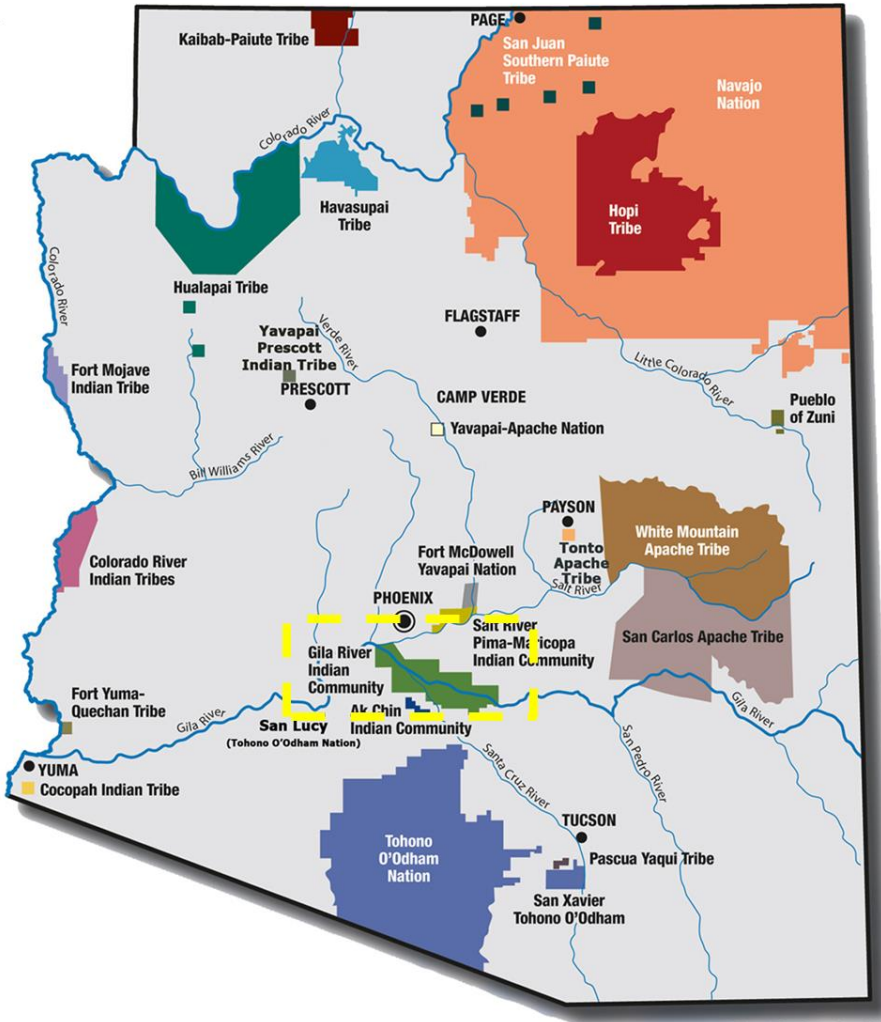 PAGE
Kaibab-Paiute Tribe
San Juan
Southern Paiute
Tribe
Navajo
Nation
Colorado River
Havasupai
Tribe
Hopi
Tribe
Colorado River
Hualapai Tribe
FLAGSTAFF
Yavapai
Prescott
Indian Tribe
Verde River
PRESCOTT
Fort Mojave
Indian Tribe
Little Colorado River
CAMP VERDE
Pueblo
of Zuni
Yavapai-Apache Nation
Bill Williams River
PAYSON
White Mountain
Apache Tribe
Tonto
Apache
Tribe
Fort McDowell
Yavapai Nation
Colorado River
Indian Tribes
Salt River
PHOENIX
Salt River
Pima-Maricopa
Indian Community
San Carlos Apache Tribe
Gila River
Indian
Community
Fort Yuma-
Quechan Tribe
Gila River
Gila River
Ak Chin
Indian Community
San Lucy
(Tohono O'Odham Nation)
San Pedro River
Santa Cruz River
YUMA
Cocopah Indian Tribe
TUCSON
Tohono
O'Odham
Nation
Pascua Yaqui Tribe
San Xavier
Tohono O'Odham